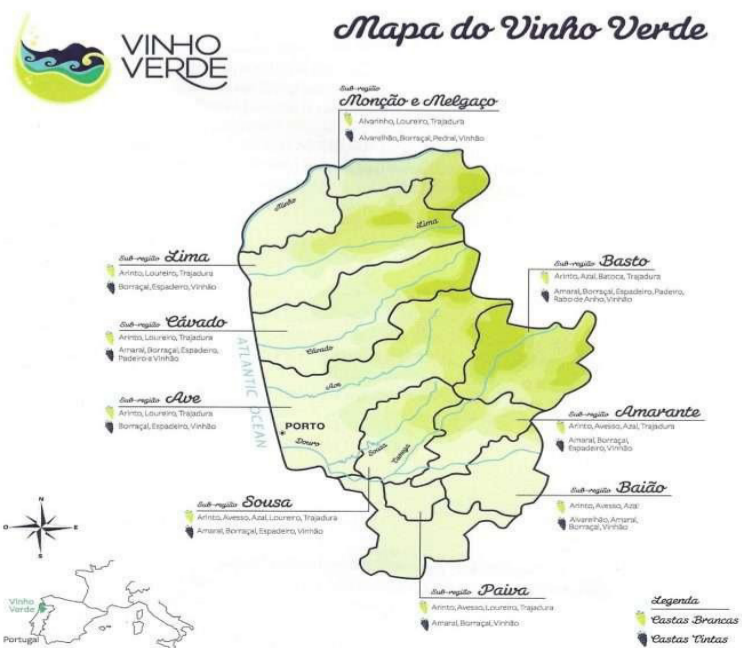 VINHO
VERDE
Mapa do Vinho Verde
Sub-região Monção e Melgaço
Alvarinho, Loureiro, Trajadura
Alvarelhão, Borraçal, Pedral, Vinhão
Minho
Lima
Sub-região Lima
Arinto, Loureiro, Trajadura
Borraçal, Espadeiro, Vinhão
Sub-região Basto
Arinto, Azal, Batoca, Trajadura
Amaral, Borraçal, Espadeiro, Padeiro,
Rabo de Anho, Vinhão
Sub-região Cávado
Arinto, Loureiro, Trajadura
Amaral, Borraçal, Espadeiro,
Padeiro e Vinhão
Cávado
ATLANTIC OCEAN
Sub-região Ave
Arinto, Loureiro, Trajadura
Borraçal, Espadeiro, Vinhão
Ave
PORTO
Douro
Sousa
Tâmega
Sub-região Amarante
Arinto, Avesso, Azal, Trajadura
Amaral, Borraçal,
Espadeiro, Vinhão
Sub-região Baião
Arinto, Avesso, Azal
Alvarelhão, Amaral,
Borraçal, Vinhão
Sub-região Sousa
Arinto, Avesso, Azal, Loureiro, Trajadura
Amaral, Borraçal, Espadeiro, Vinhão
Sub-região Paiva
Arinto, Avesso, Loureiro, Trajadura
Amaral, Borraçal, Vinhão
N
O
E
S
Vinho
Verde
Portugal
Legenda
Castas Brancas
Castas Tintas